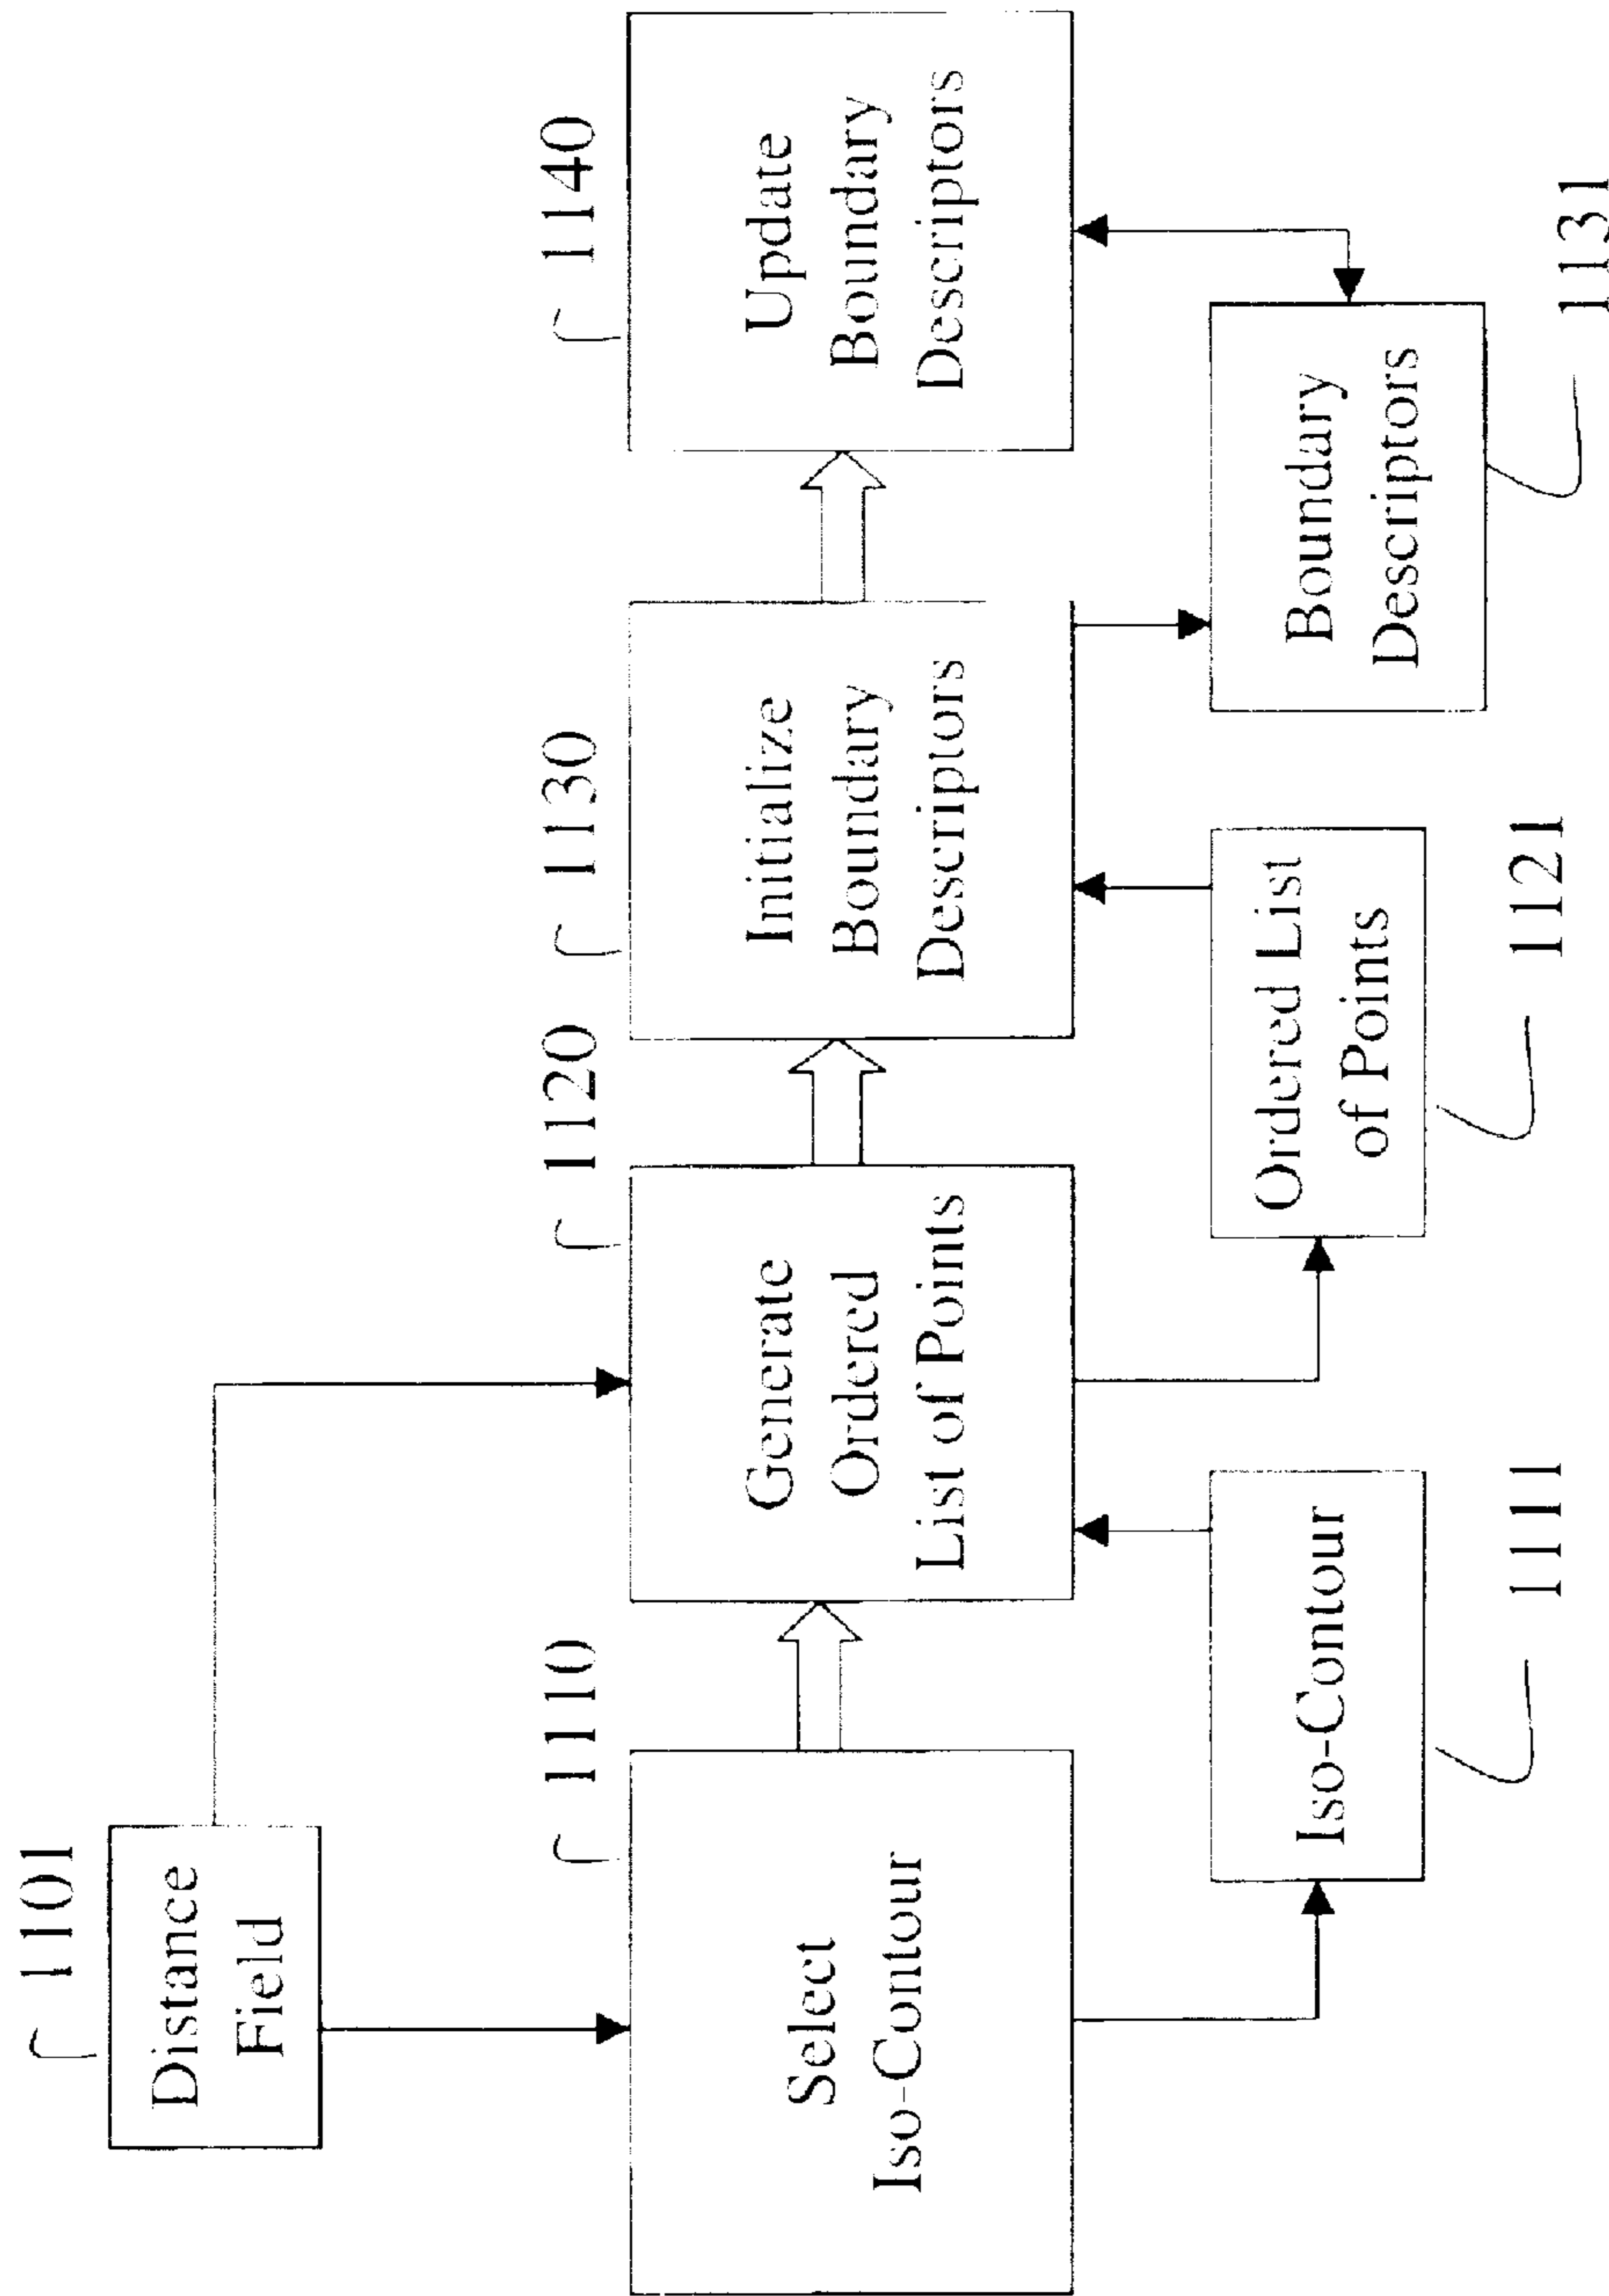 1101
Distance
Field
1110
Select
Iso-Contour
1120
Generate
Ordered
List of Points
1130
Initialize
Boundary
Descriptors
1140
Update
Boundary
Descriptors
Iso-Contour
1111
Ordered List
of Points
1121
Boundary
Descriptors
1131